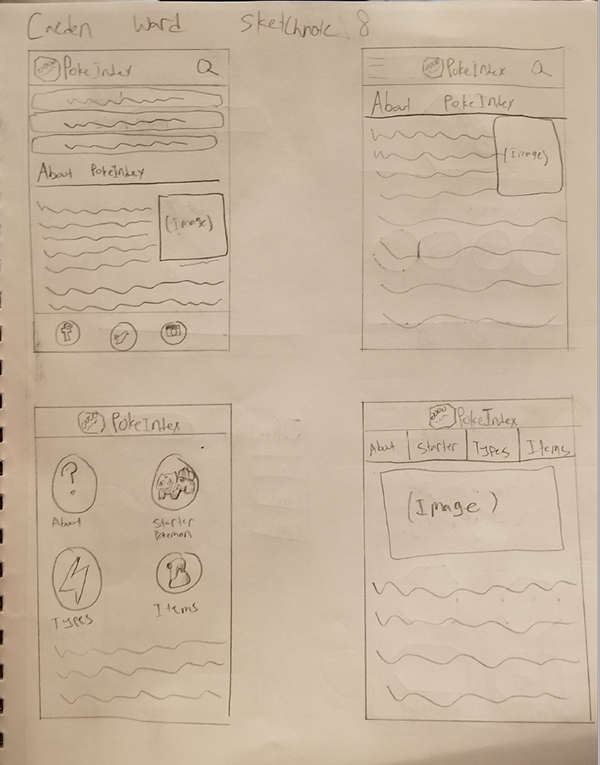 Caeden Ward Sketchnote 8
PokeIndex
About PokeIndex
(Image)
PokeIndex
About PokeIndex
(Image)
PokeIndex
?
About
Starter
Pokemon
Types
Items
PokeIndex
About Starter Types Items
(Image)